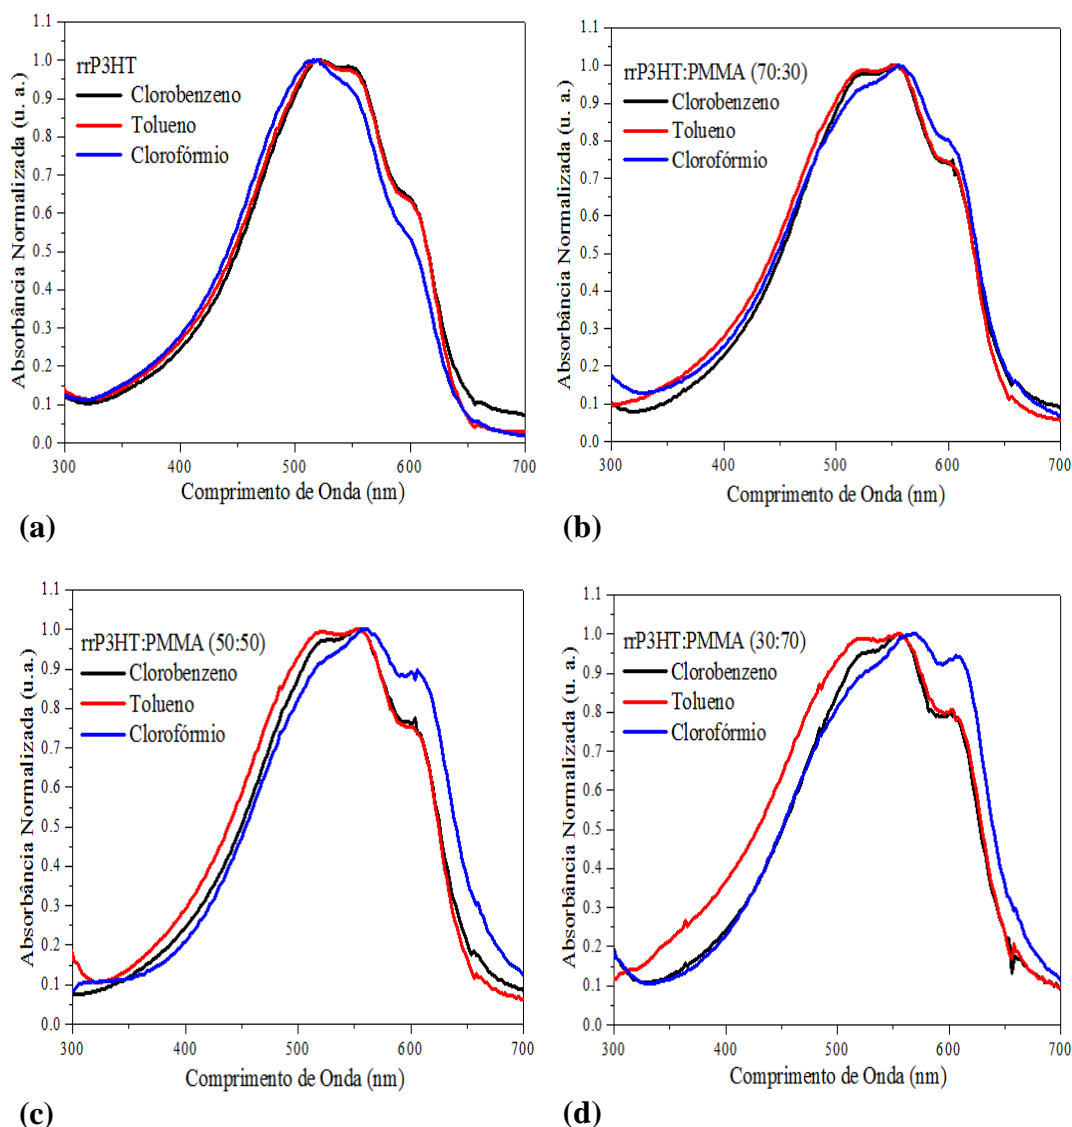 1.1
1.0
0.9
0.8
0.7
0.6
0.5
0.4
0.3
0.2
0.1
0.0
Absorbância Normalizada (u. a.)
rrP3HT
Clorobenzeno
Tolueno
Clorofórmio
300 400 500 600 700
Comprimento de Onda (nm)
(a)
1.1
1.0
0.9
0.8
0.7
0.6
0.5
0.4
0.3
0.2
0.1
0.0
Absorbância Normalizada (u. a.)
rrP3HT:PMMA (70:30)
Clorobenzeno
Tolueno
Clorofórmio
300 400 500 600 700
Comprimento de Onda (nm)
(b)
1.1
1.0
0.9
0.8
0.7
0.6
0.5
0.4
0.3
0.2
0.1
0.0
Absorbância Normalizada (u.a.)
rrP3HT:PMMA (50:50)
Clorobenzeno
Tolueno
Clorofórmio
300 400 500 600 700
Comprimento de Onda (nm)
(c)
1.1
1.0
0.9
0.8
0.7
0.6
0.5
0.4
0.3
0.2
0.1
0.0
Absorbância Normalizada (u. a.)
rrP3HT:PMMA (30:70)
Clorobenzeno
Tolueno
Clorofórmio
300 400 500 600 700
Comprimento de Onda (nm)
(d)